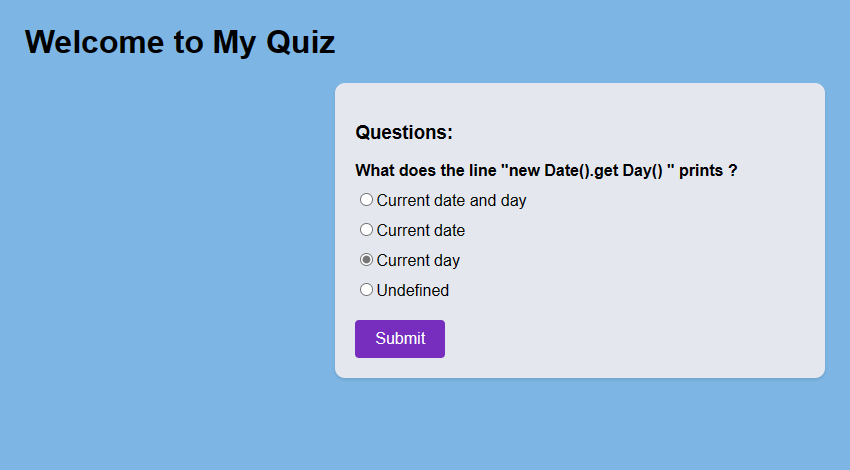 Welcome to My Quiz
Questions:
What does the line "new Date().get Day() " prints ?
Current date and day
Current date
Current day
Undefined
Submit